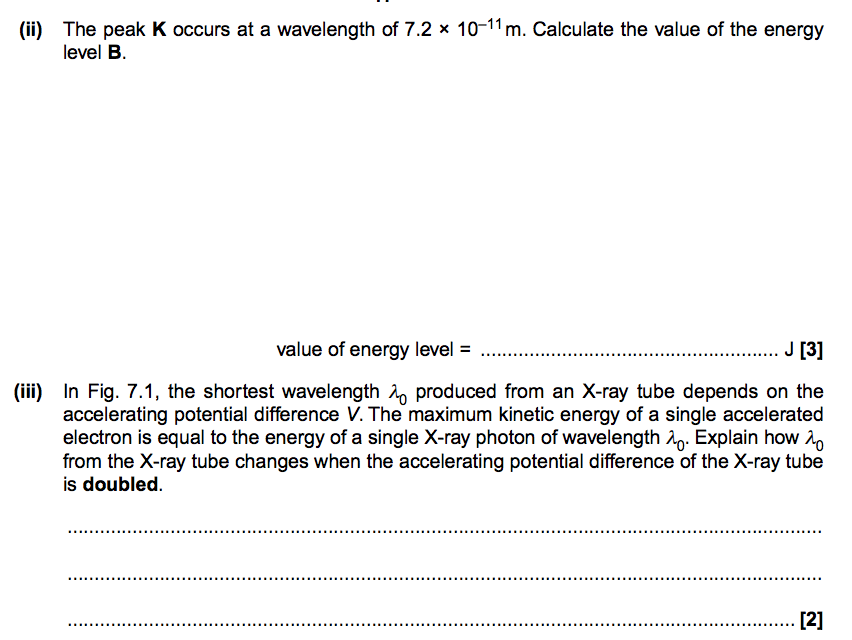 (ii) The peak K occurs at a wavelength of 7.2 × 10⁻¹¹ m. Calculate the value of the energy
level B.
value of energy level = ............................................................ J [3]
(iii) In Fig. 7.1, the shortest wavelength λ₀ produced from an X-ray tube depends on the
accelerating potential difference V. The maximum kinetic energy of a single accelerated
electron is equal to the energy of a single X-ray photon of wavelength λ₀. Explain how λ₀
from the X-ray tube changes when the accelerating potential difference of the X-ray tube
is doubled.
..........................................................................................................................................
..........................................................................................................................................
.................................................................................................................................... [2]